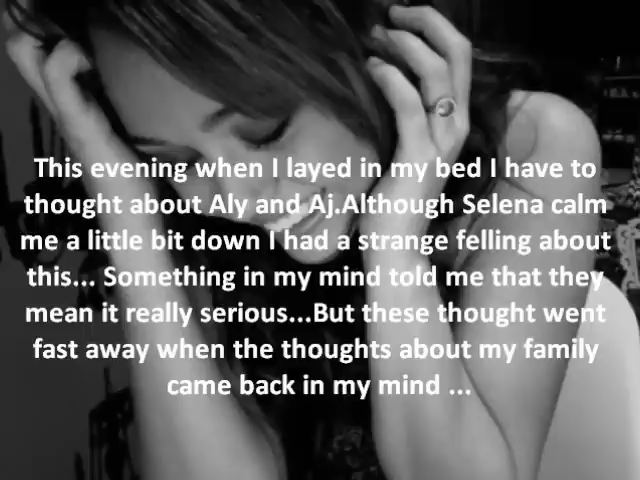 This evening when I layed in my bed I have to
thought about Aly and Aj.Although Selena calm
me a little bit down I had a strange felling about
this... Something in my mind told me that they
mean it really serious...But these thought went
fast away when the thoughts about my family
came back in my mind ...